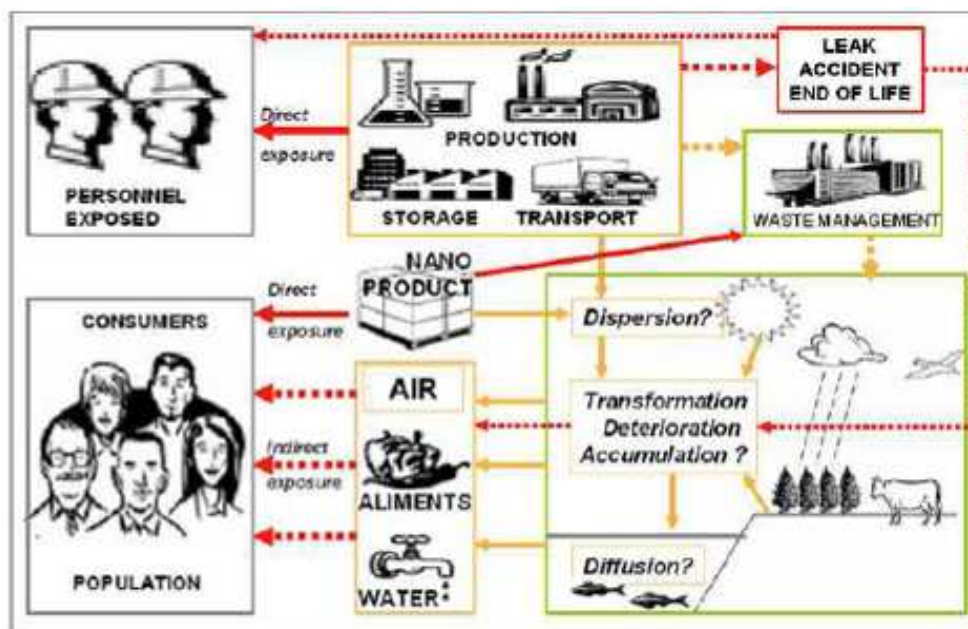 LEAK
ACCIDENT
END OF LIFE
Direct
exposure
PRODUCTION
PERSONNEL
EXPOSED
STORAGE
TRANSPORT
WASTE MANAGEMENT
NANO
PRODUCT
Direct
exposure
CONSUMERS
Dispersion?
AIR
Transformation
Deterioration
Accumulation ?
Indirect
exposure
ALIMENTS
Diffusion?
POPULATION
WATER